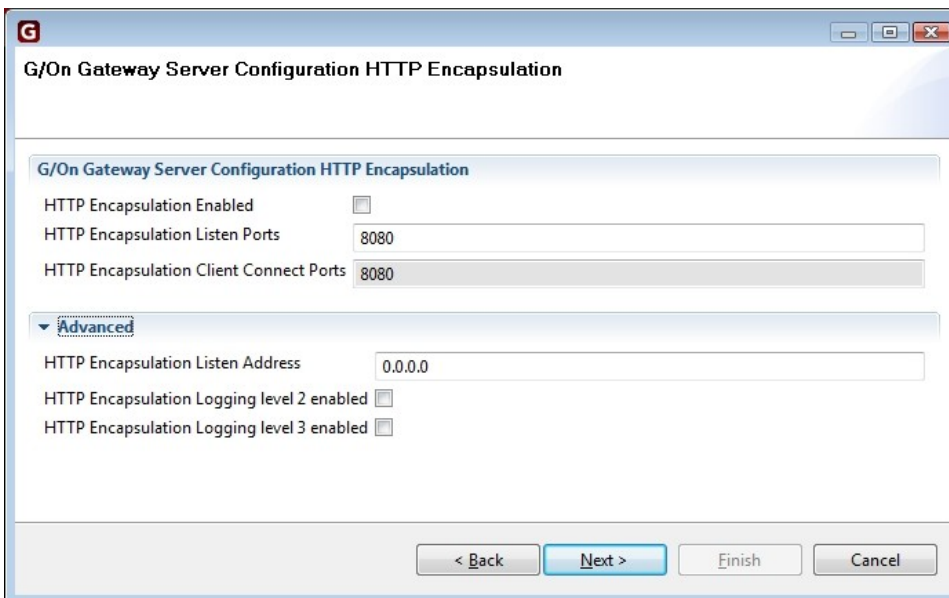 G
G/On Gateway Server Configuration HTTP Encapsulation
G/On Gateway Server Configuration HTTP Encapsulation
HTTP Encapsulation Enabled
HTTP Encapsulation Listen Ports 8080
HTTP Encapsulation Client Connect Ports 8080
Advanced
HTTP Encapsulation Listen Address 0.0.0.0
HTTP Encapsulation Logging level 2 enabled
HTTP Encapsulation Logging level 3 enabled
< Back Next > Finish Cancel